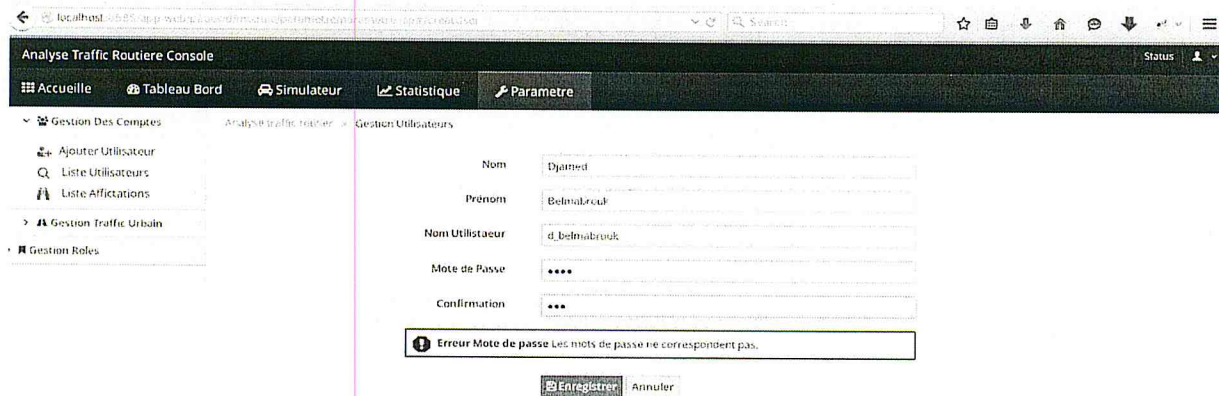 localhost
Search
Analyse Traffic Routiere Console
Status
Accueille Tableau Bord Simulateur Statistique Parametre
Gestion Des Comptes
Analyse traffic routier > Gestion Utilisateurs
Ajouter Utilisateur
Liste Utilisateurs
Liste Affictations
Gestion Traffic Urbain
Gestion Roles
Nom Djamed
Prénom Belmabrouk
Nom Utilistaeur d_belmabrouk
Mote de Passe ••••
Confirmation •••
Erreur Mote de passe Les mots de passe ne correspondent pas.
Enregistrer Annuler